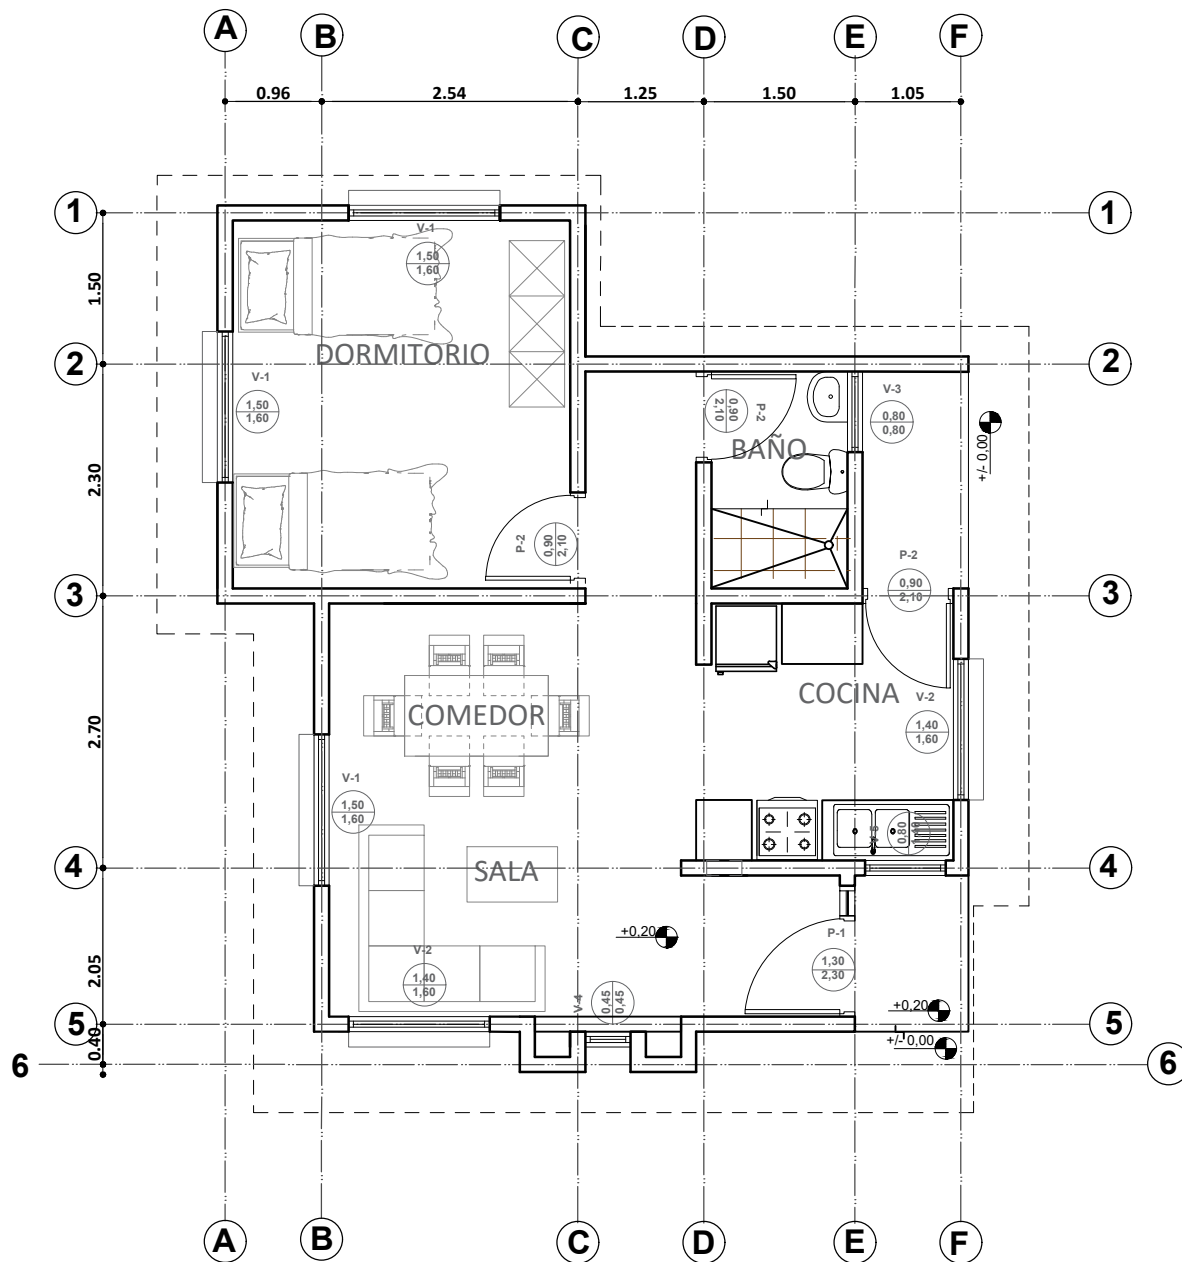 A
B
C
D
E
F
0.96
2.54
1.25
1.50
1.05
1
1
V-1
1,50
1,60
1.50
DORMITORIO
2
2
V-1
1,50
1,60
P-2
0,90
2,10
BAÑO
V-3
0,80
0,80
+/- 0,00
2.30
P-2
0,90
2,10
P-2
0,90
2,10
3
3
COMEDOR
COCINA
V-2
1,40
1,60
2.70
V-1
1,50
1,60
0,80
SALA
4
4
+0,20
P-1
1,30
2,30
V-2
1,40
1,60
V-4
0,45
0,45
2.05
+0,20
5
5
+/- 0,00
0.40
6
6
A
B
C
D
E
F